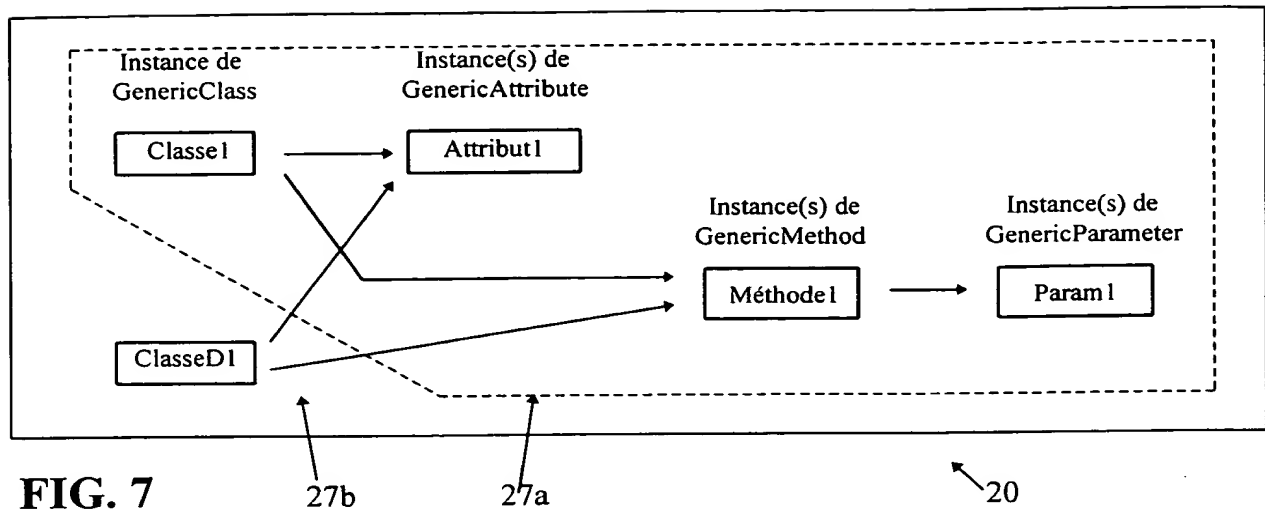 Instance de
GenericClass
Instance(s) de
GenericAttribute
Classe1
Attribut1
Instance(s) de
GenericMethod
Instance(s) de
GenericParameter
Méthode1
Param1
ClasseD1
FIG. 7
27b
27a
20